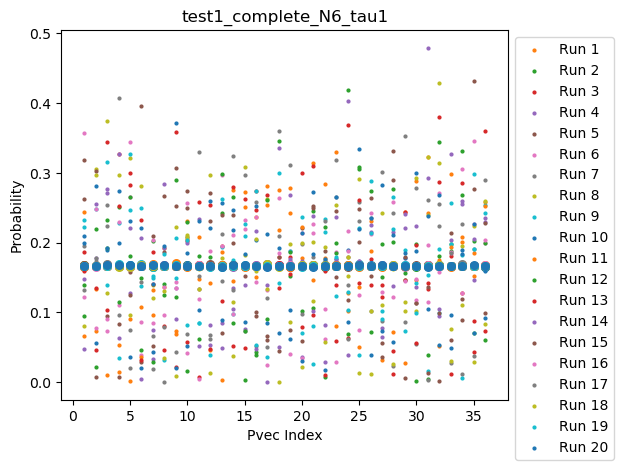 test1_complete_N6_tau1
0.5
0.4
0.3
0.2
0.1
0.0
Probability
0
5
10
15
20
25
30
35
Pvec Index
Run 1
Run 2
Run 3
Run 4
Run 5
Run 6
Run 7
Run 8
Run 9
Run 10
Run 11
Run 12
Run 13
Run 14
Run 15
Run 16
Run 17
Run 18
Run 19
Run 20